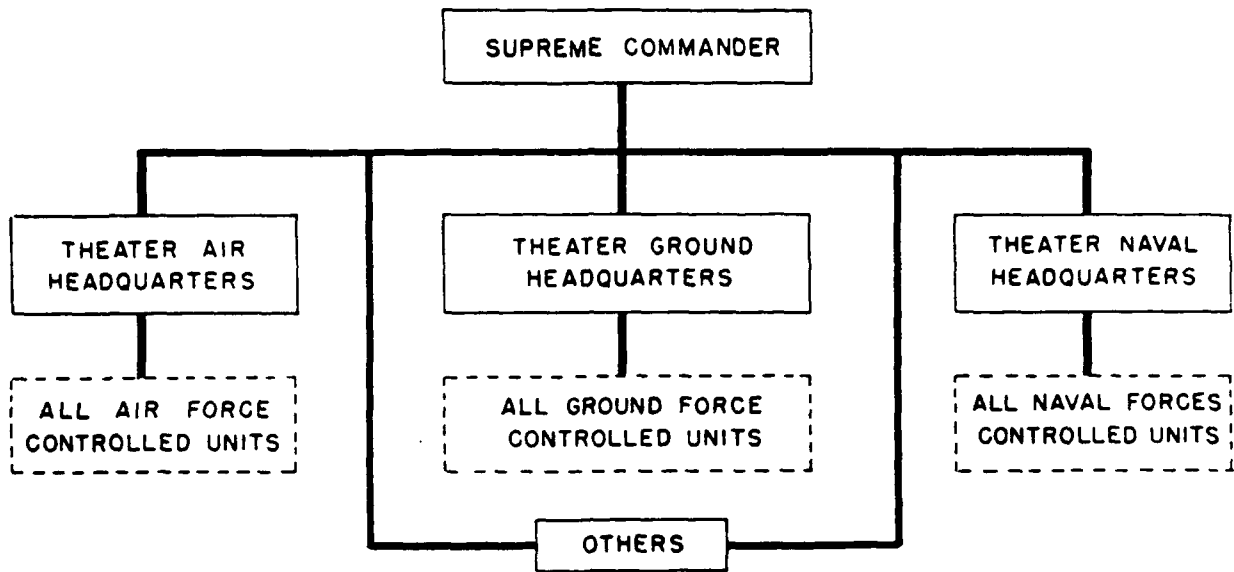 SUPREME COMMANDER
THEATER AIR
HEADQUARTERS
THEATER GROUND
HEADQUARTERS
THEATER NAVAL
HEADQUARTERS
ALL AIR FORCE
CONTROLLED UNITS
ALL GROUND FORCE
CONTROLLED UNITS
ALL NAVAL FORCES
CONTROLLED UNITS
OTHERS